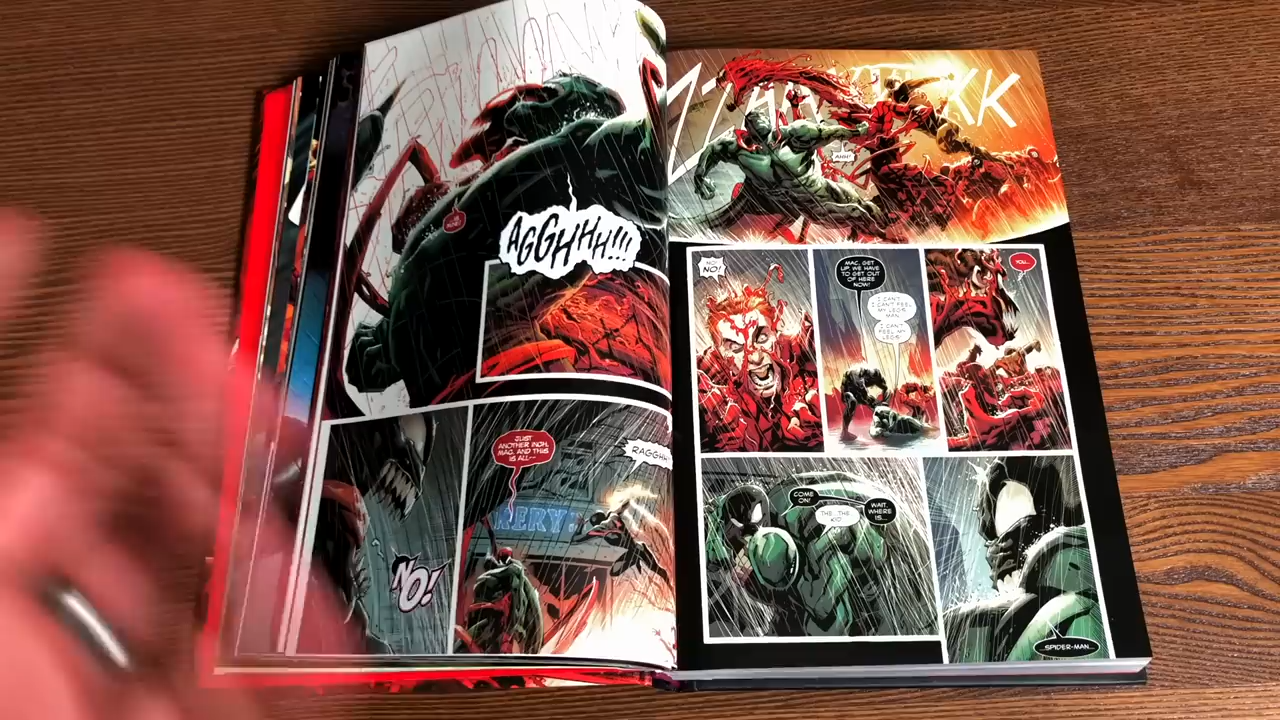 AGGHHH!!!
JUST
ANOTHER INCH,
MAC, AND THIS
IS ALL--
RAGGHH
NO!
AHH!
NO!
NO!
MAC, GET
UP, WE HAVE
TO GET OUT
OF HERE
NOW!
I CAN'T
I CAN'T FEEL
MY LEGS
MAN.
I CAN'T
FEEL MY
LEGS
YOU...
COME
ON!
THE...THE
KID
WAIT.
WHERE
IS...
...SPIDER-MAN...